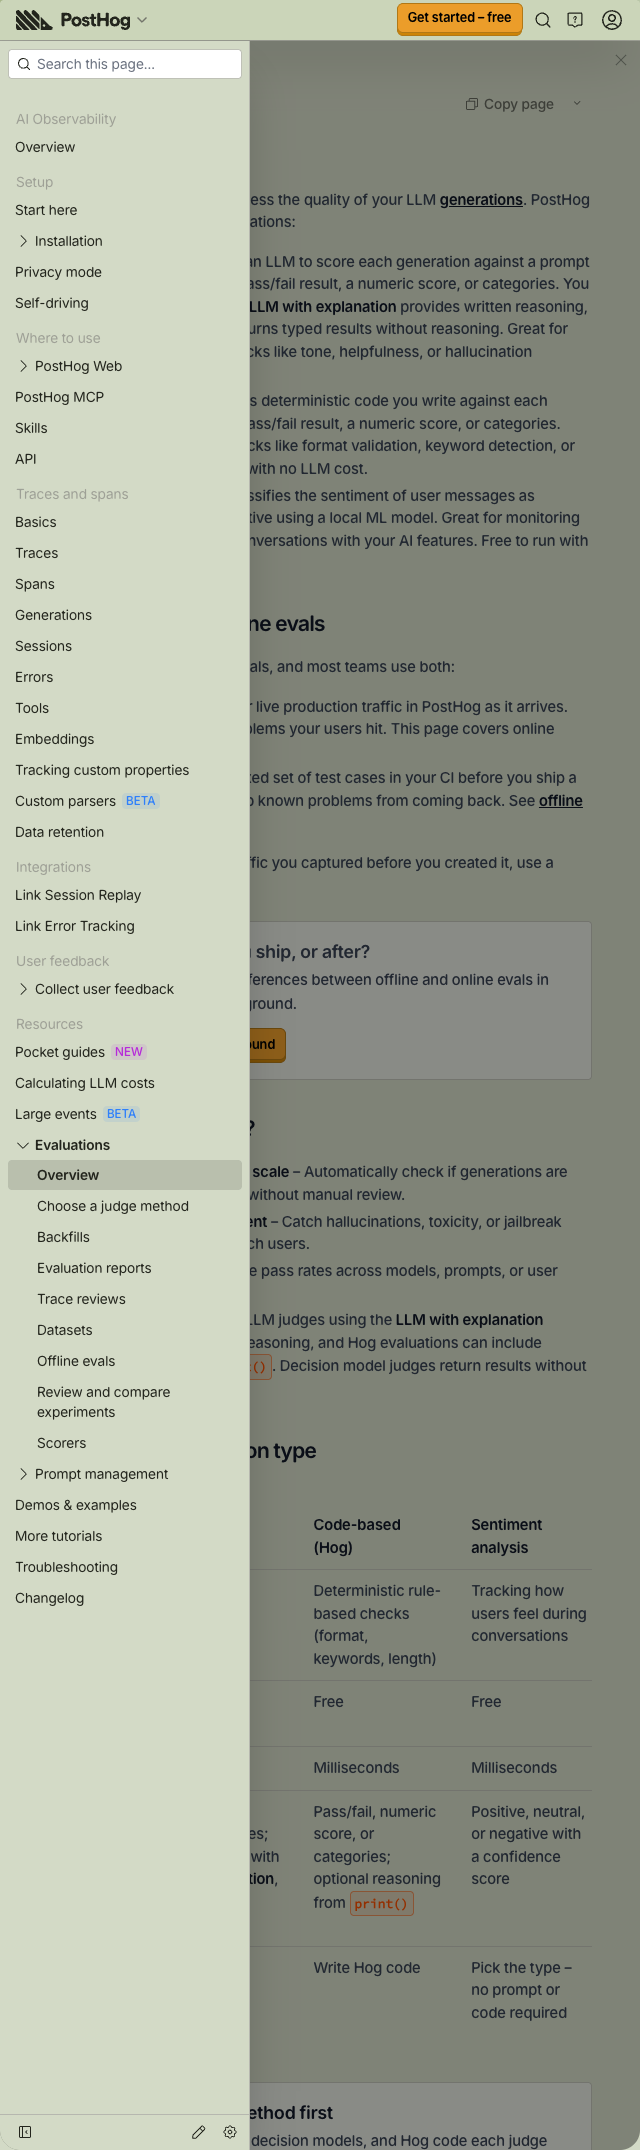 PostHog
Get started – free
Search this page...
AI Observability
Overview
Setup
Start here
Installation
Privacy mode
Self-driving
Where to use
PostHog Web
PostHog MCP
Skills
API
Traces and spans
Basics
Traces
Spans
Generations
Sessions
Errors
Tools
Embeddings
Tracking custom properties
Custom parsers BETA
Data retention
Integrations
Link Session Replay
Link Error Tracking
User feedback
Collect user feedback
Resources
Pocket guides NEW
Calculating LLM costs
Large events BETA
Evaluations
Overview
Choose a judge method
Backfills
Evaluation reports
Trace reviews
Datasets
Offline evals
Review and compare
experiments
Scorers
Prompt management
Demos & examples
More tutorials
Troubleshooting
Changelog
Copy page
ess the quality of your LLM generations. PostHog
ations:
an LLM to score each generation against a prompt
ass/fail result, a numeric score, or categories. You
LLM with explanation provides written reasoning,
urns typed results without reasoning. Great for
cks like tone, helpfulness, or hallucination
s deterministic code you write against each
ass/fail result, a numeric score, or categories.
cks like format validation, keyword detection, or
with no LLM cost.
ssifies the sentiment of user messages as
tive using a local ML model. Great for monitoring
nversations with your AI features. Free to run with
ne evals
als, and most teams use both:
r live production traffic in PostHog as it arrives.
blems your users hit. This page covers online
ted set of test cases in your CI before you ship a
o known problems from coming back. See offline
ffic you captured before you created it, use a
ship, or after?
ferences between offline and online evals in
ground.
ound
?
scale – Automatically check if generations are
without manual review.
ent – Catch hallucinations, toxicity, or jailbreak
ch users.
e pass rates across models, prompts, or user
LLM judges using the LLM with explanation
easoning, and Hog evaluations can include
t(). Decision model judges return results without
on type
Code-based
(Hog)
Sentiment
analysis
Deterministic rule-
based checks
(format,
keywords, length)
Tracking how
users feel during
conversations
Free
Free
Milliseconds
Milliseconds
es;
with
tion,
Pass/fail, numeric
score, or
categories;
optional reasoning
from print()
Positive, neutral,
or negative with
a confidence
score
Write Hog code
Pick the type –
no prompt or
code required
ethod first
decision models, and Hog code each judge